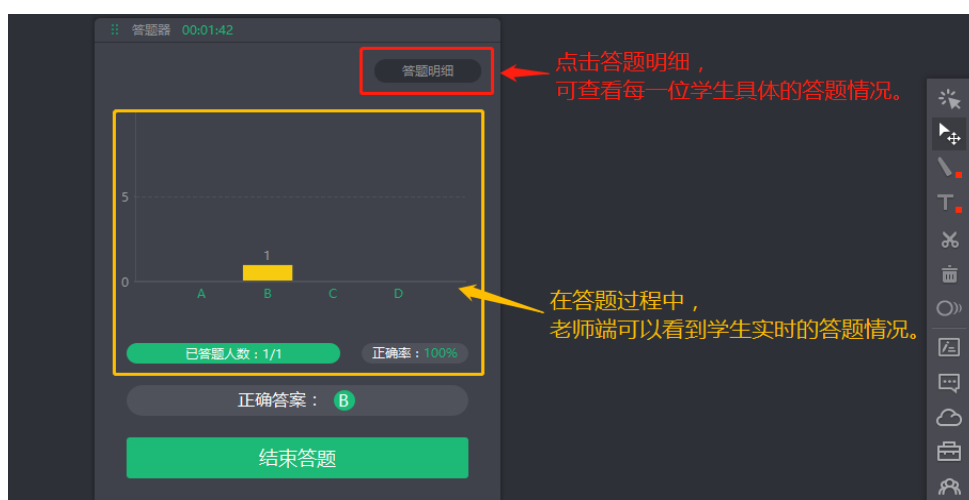 答题器 00:01:42
答题明细
点击答题明细，
可查看每一位学生具体的答题情况。
5
1
0
A B C D
在答题过程中，
老师端可以看到学生实时的答题情况。
已答题人数：1/1 正确率：100%
正确答案： B
结束答题